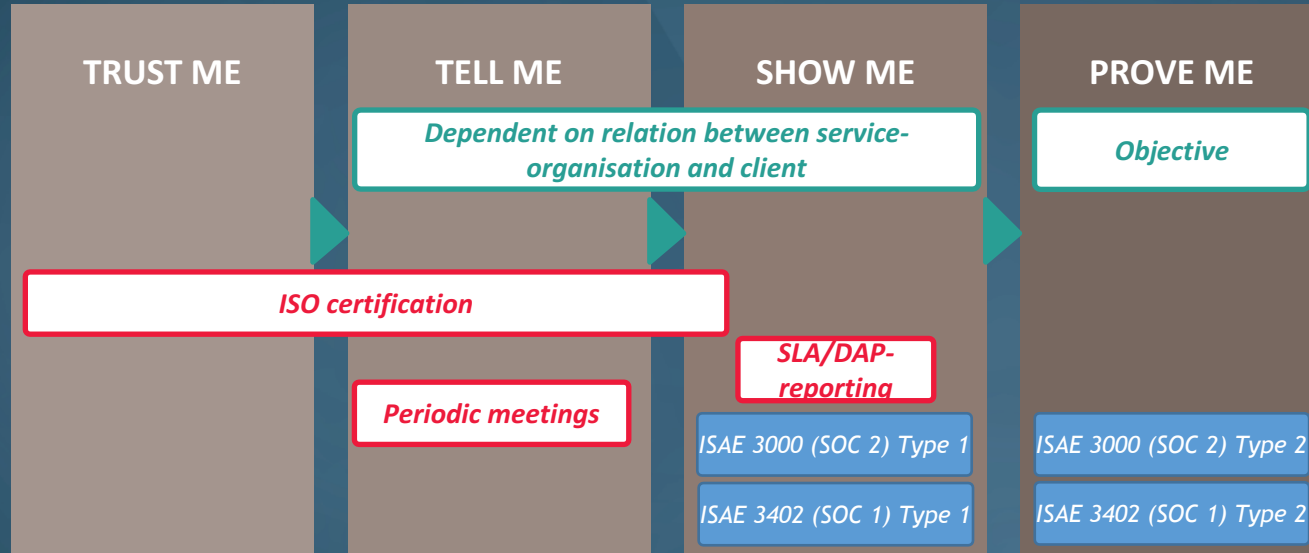 TRUST ME
TELL ME
SHOW ME
PROVE ME
Dependent on relation between service-
organisation and client
Objective
ISO certification
SLA/DAP-
reporting
Periodic meetings
ISAE 3000 (SOC 2) Type 1
ISAE 3000 (SOC 2) Type 2
ISAE 3402 (SOC 1) Type 1
ISAE 3402 (SOC 1) Type 2